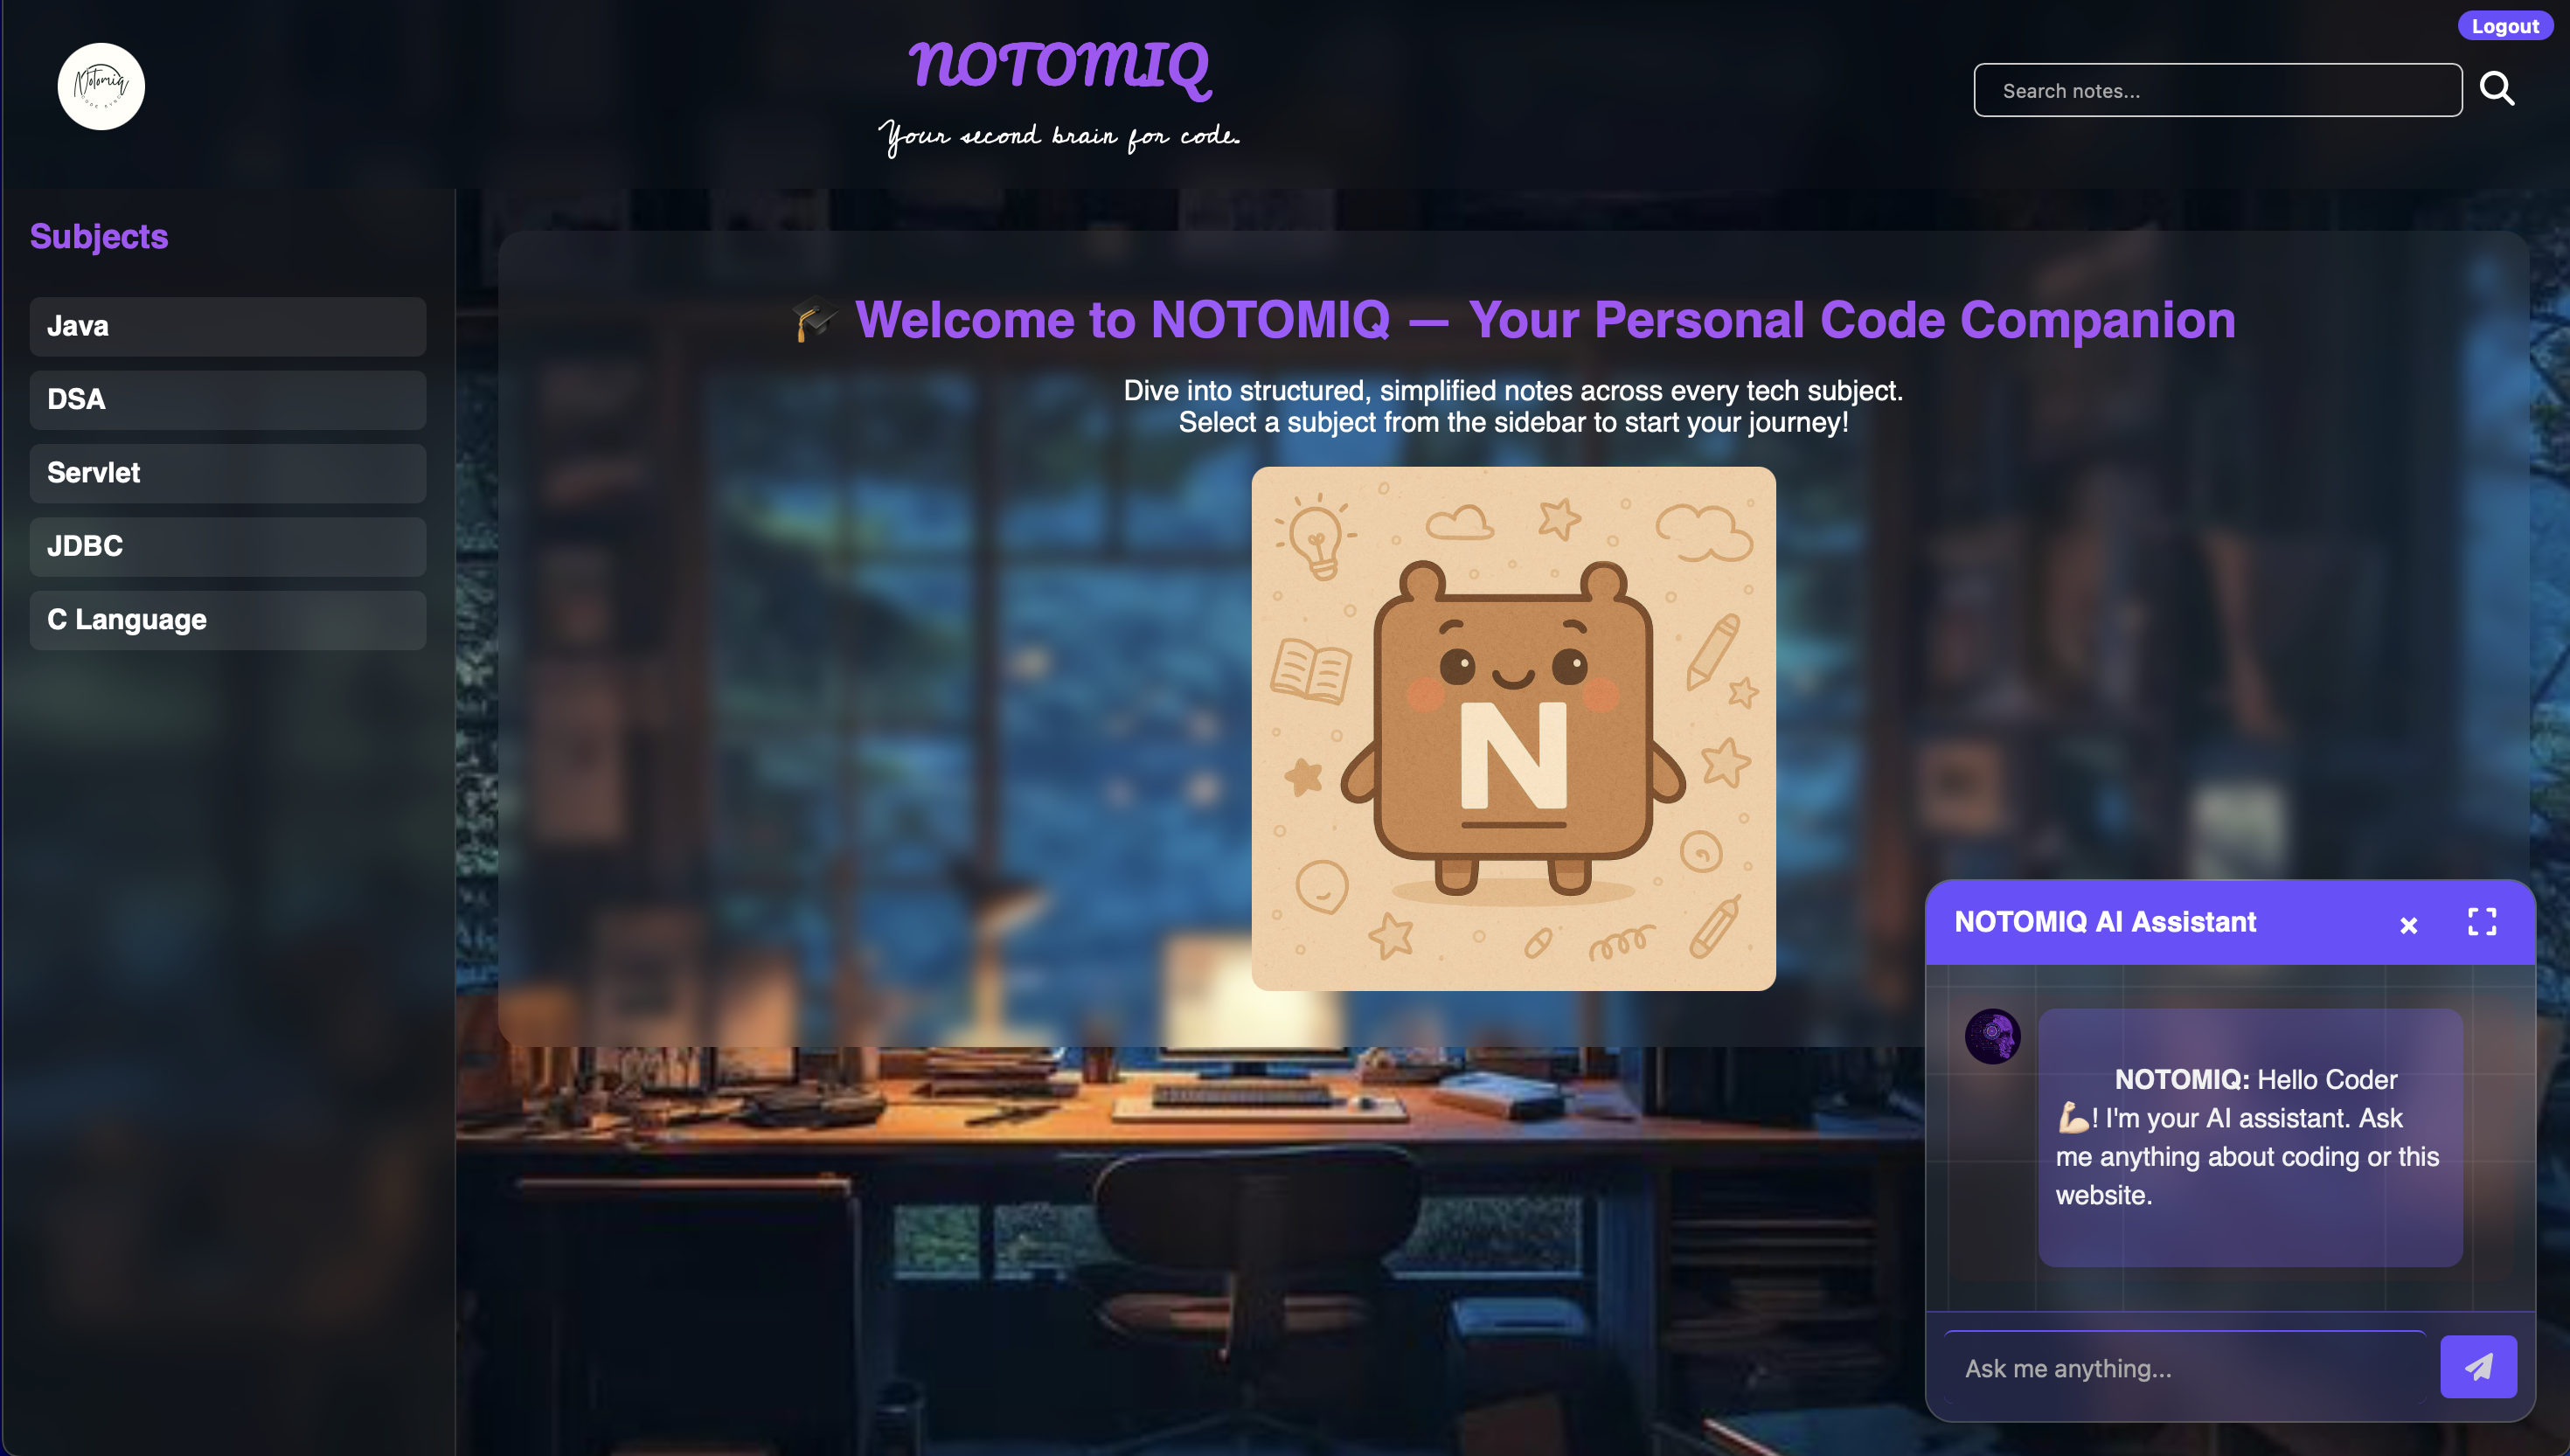 Logout
Notomiq
NOTOMIQ
Your second brain for code.
Search notes...
Subjects
Java
DSA
Servlet
JDBC
C Language
🎓 Welcome to NOTOMIQ — Your Personal Code Companion
Dive into structured, simplified notes across every tech subject.
Select a subject from the sidebar to start your journey!
N
NOTOMIQ AI Assistant
NOTOMIQ: Hello Coder
💪🏻! I'm your AI assistant. Ask
me anything about coding or this
website.
Ask me anything...